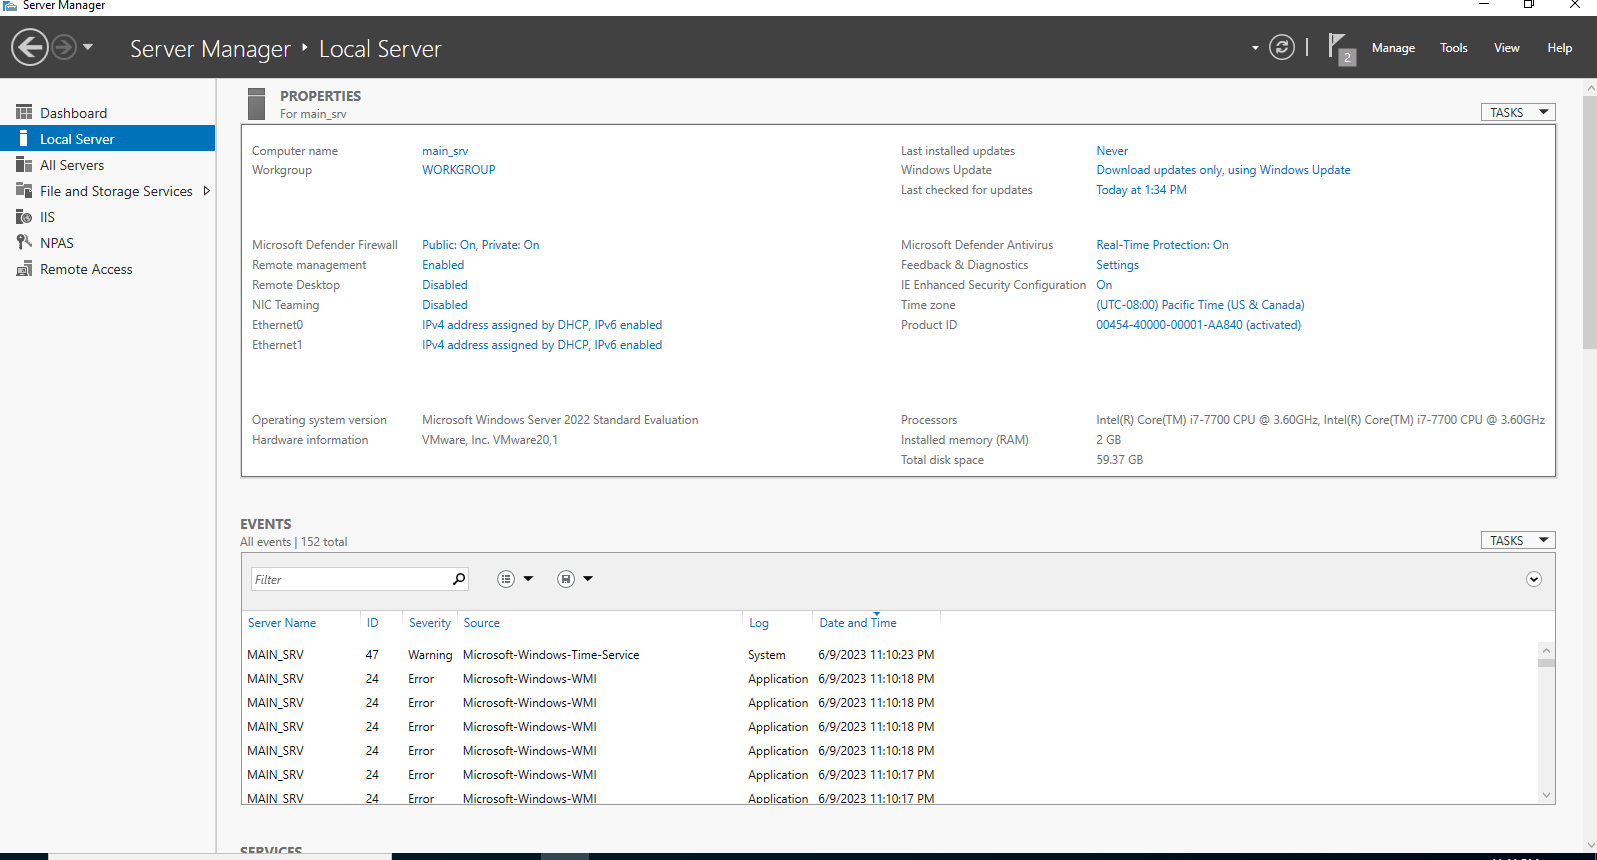 Server Manager
Server Manager ‣ Local Server
2
Manage
Tools
View
Help
Dashboard
Local Server
All Servers
File and Storage Services
IIS
NPAS
Remote Access
PROPERTIES
For main_srv
TASKS
Computer name main_srv
Workgroup WORKGROUP
Last installed updates Never
Windows Update Download updates only, using Windows Update
Last checked for updates Today at 1:34 PM
Microsoft Defender Firewall Public: On, Private: On
Remote management Enabled
Remote Desktop Disabled
NIC Teaming Disabled
Ethernet0 IPv4 address assigned by DHCP, IPv6 enabled
Ethernet1 IPv4 address assigned by DHCP, IPv6 enabled
Microsoft Defender Antivirus Real-Time Protection: On
Feedback & Diagnostics Settings
IE Enhanced Security Configuration On
Time zone (UTC-08:00) Pacific Time (US & Canada)
Product ID 00454-40000-00001-AA840 (activated)
Operating system version Microsoft Windows Server 2022 Standard Evaluation
Hardware information VMware, Inc. VMware20,1
Processors Intel(R) Core(TM) i7-7700 CPU @ 3.60GHz, Intel(R) Core(TM) i7-7700 CPU @ 3.60GHz
Installed memory (RAM) 2 GB
Total disk space 59.37 GB
EVENTS
All events | 152 total
TASKS
Filter
Server Name ID Severity Source Log Date and Time
MAIN_SRV 47 Warning Microsoft-Windows-Time-Service System 6/9/2023 11:10:23 PM
MAIN_SRV 24 Error Microsoft-Windows-WMI Application 6/9/2023 11:10:18 PM
MAIN_SRV 24 Error Microsoft-Windows-WMI Application 6/9/2023 11:10:18 PM
MAIN_SRV 24 Error Microsoft-Windows-WMI Application 6/9/2023 11:10:18 PM
MAIN_SRV 24 Error Microsoft-Windows-WMI Application 6/9/2023 11:10:18 PM
MAIN_SRV 24 Error Microsoft-Windows-WMI Application 6/9/2023 11:10:17 PM
MAIN_SRV 24 Error Microsoft-Windows-WMI Application 6/9/2023 11:10:17 PM
SERVICES